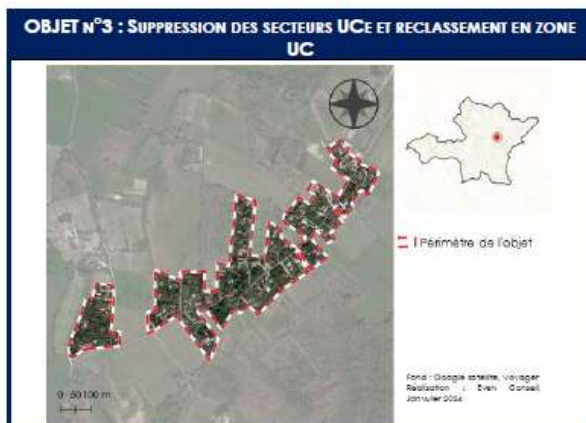 OBJET N°3 : SUPPRESSION DES SECTEURS UCE ET RECLASSEMENT EN ZONE
UC
Périmètre de l'objet
0 50 100 m
Fond : Google satellite, Voyager
Réalisation : Even Conseil
Janvier 2024